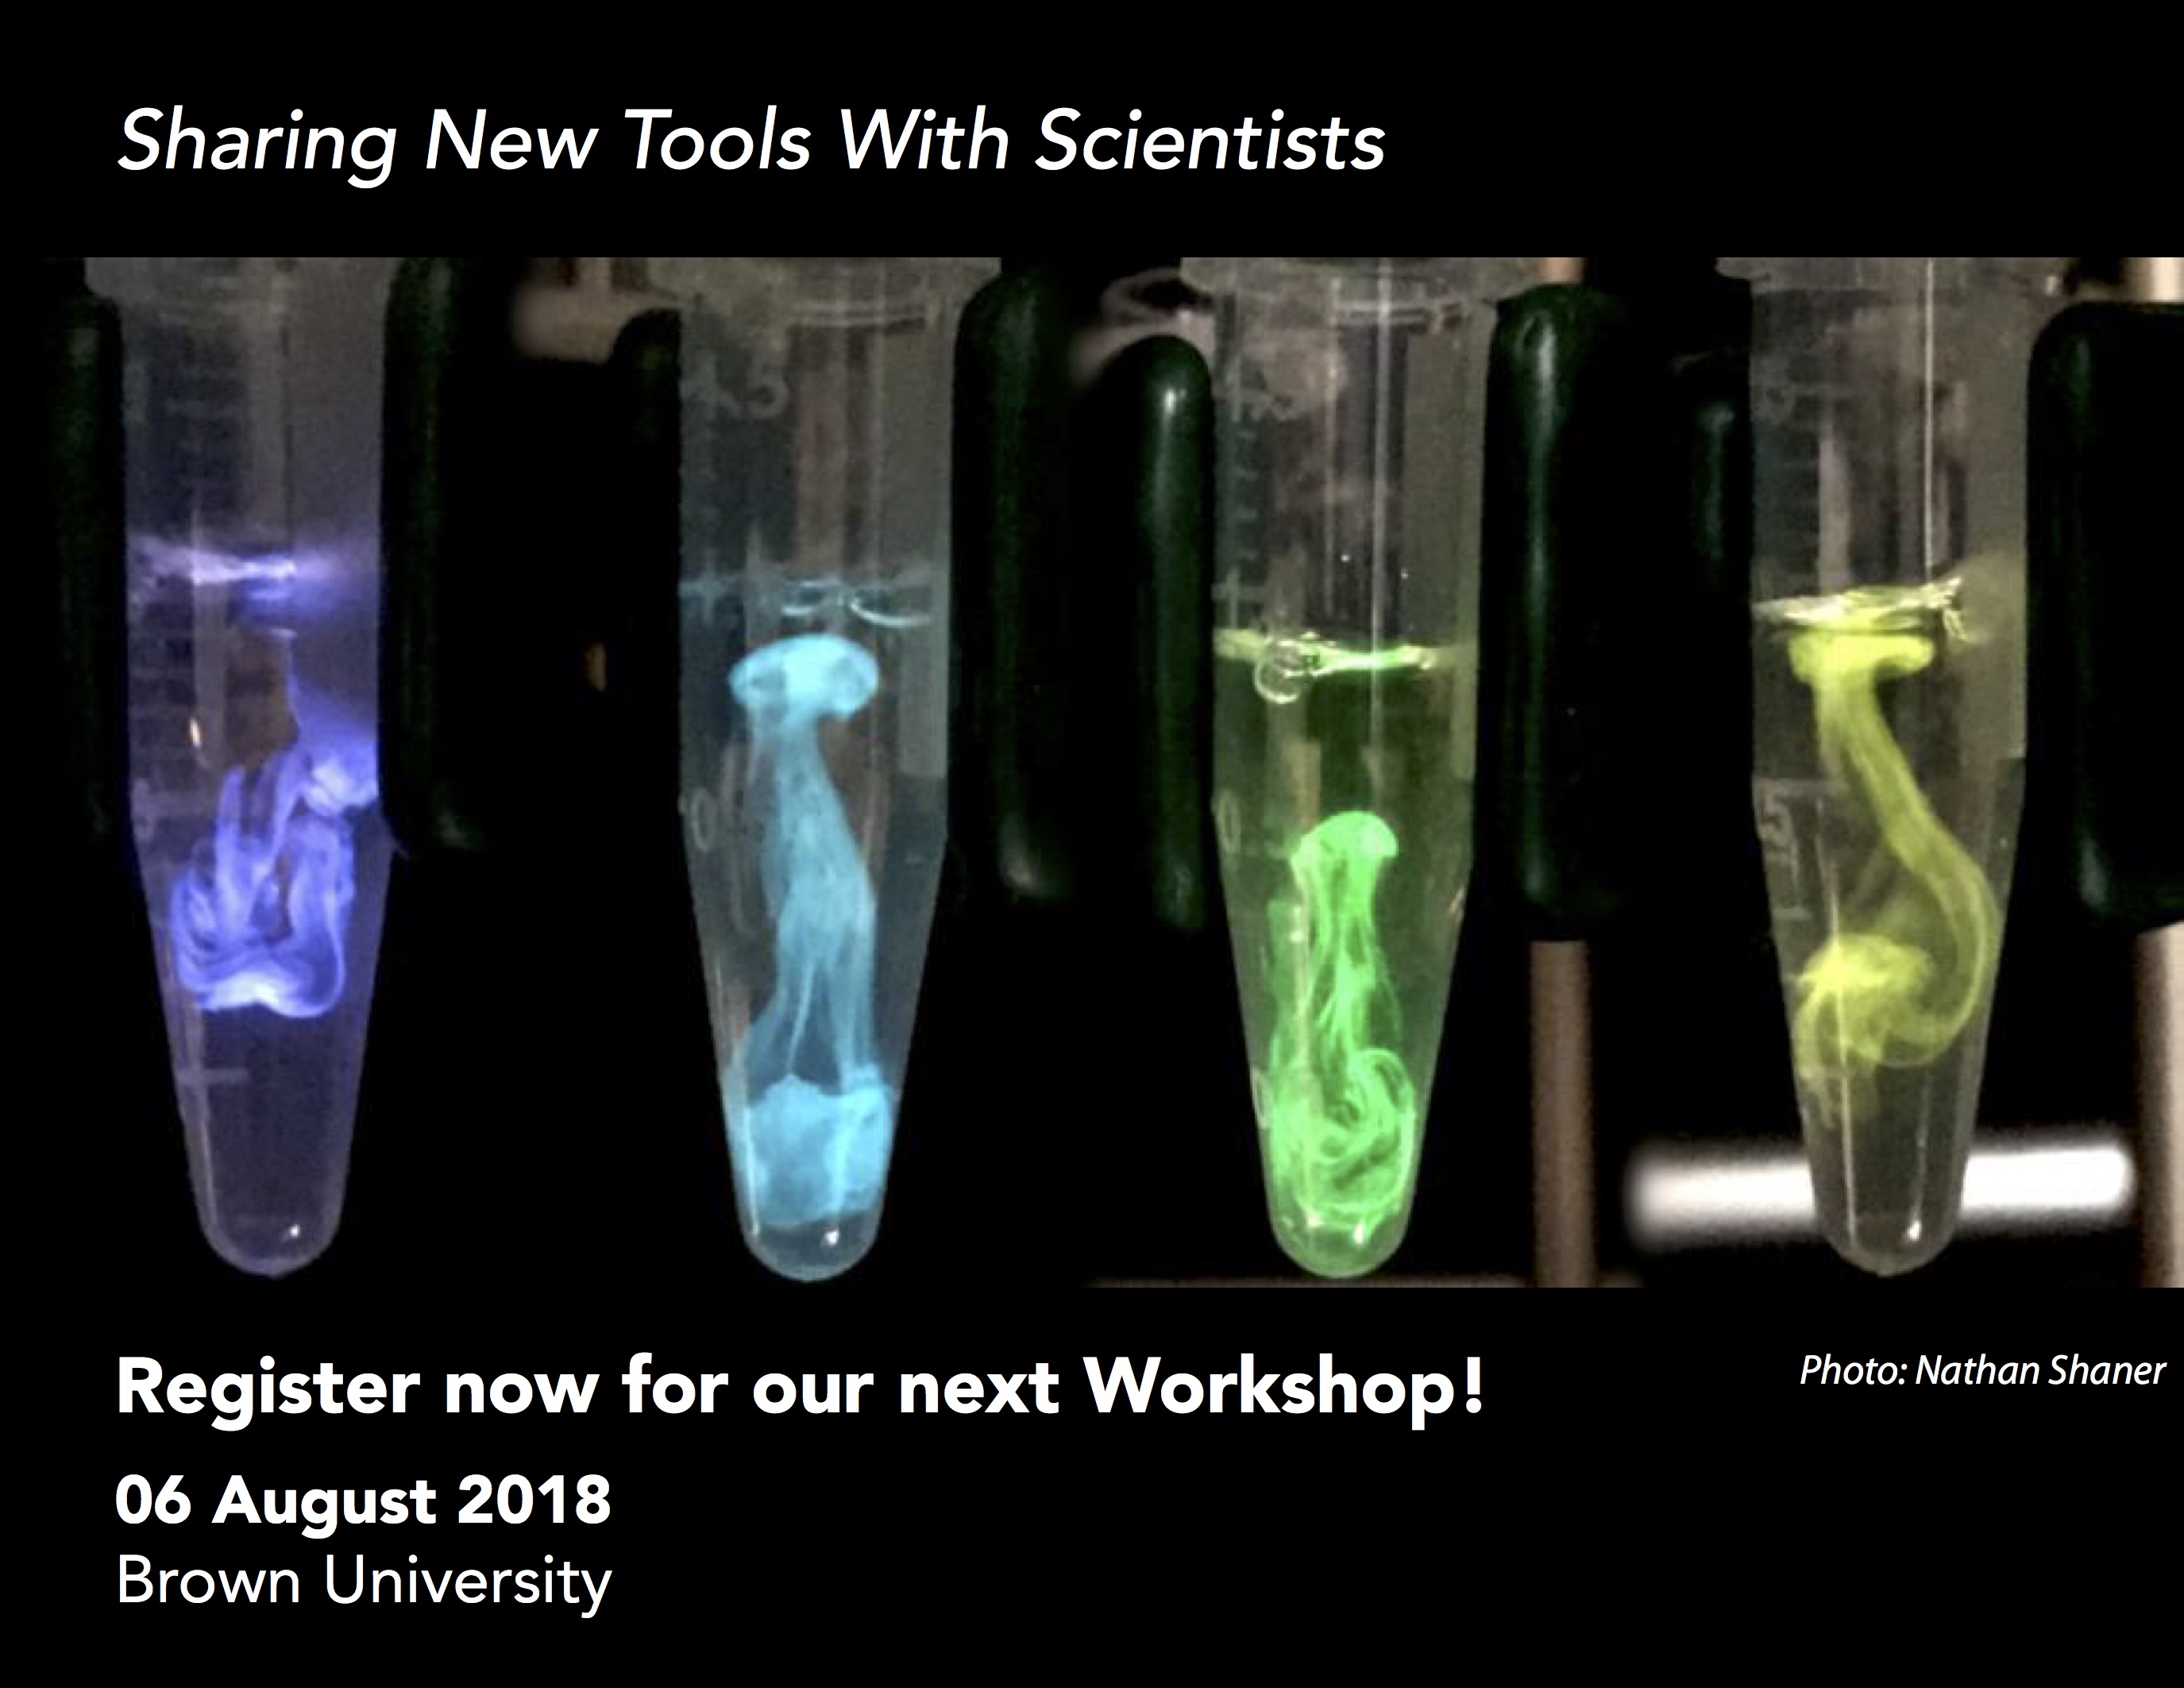 Sharing New Tools With Scientists
Register now for our next Workshop!
Photo: Nathan Shaner
06 August 2018
Brown University